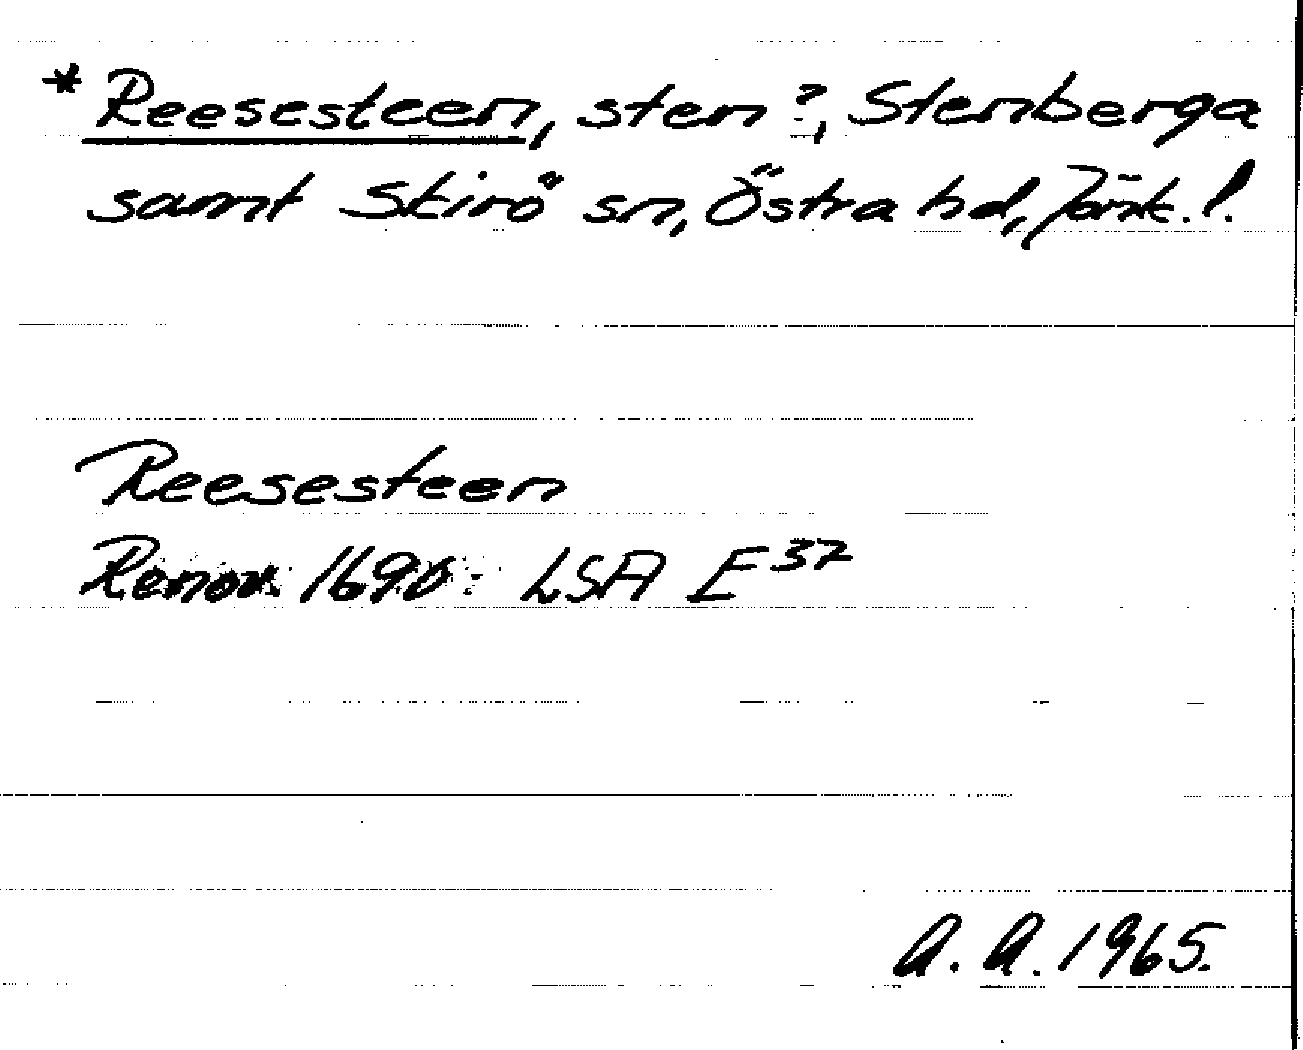 * Reesesteen, sten ?, Stenberga
samt Skirö sn, Östra hd, Jönk. l.
Reesesteen
Renov. 1690. LSA E37
A. A. 1965.